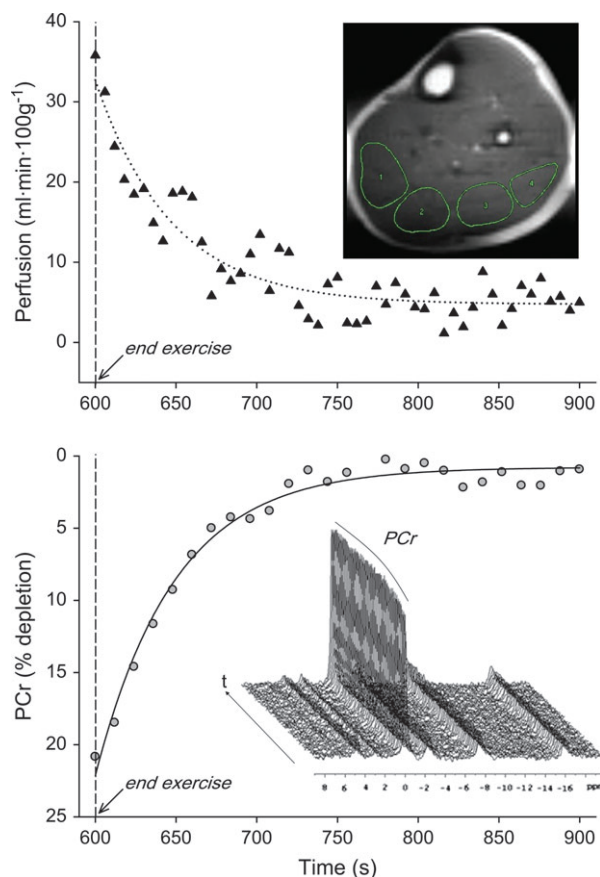 40
30
20
10
0
Perfusion (ml·min·100g⁻¹)
1
2
3
4
end exercise
600 650 700 750 800 850 900
0
5
10
15
20
25
PCr (% depletion)
PCr
t
8 6 4 2 0 -2 -4 -6 -8 -10 -12 -14 -16 ppm
end exercise
600 650 700 750 800 850 900
Time (s)